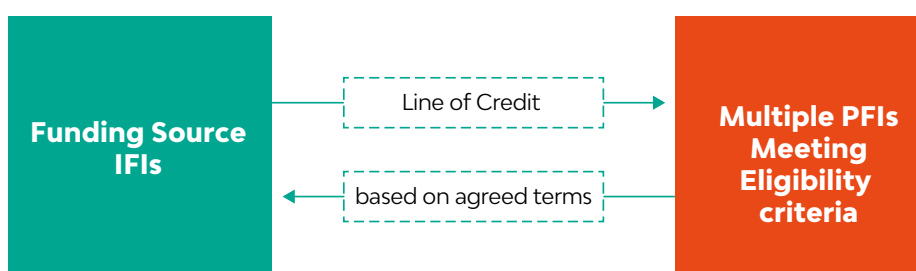 Funding Source
IFIs
Line of Credit
based on agreed terms
Multiple PFIs
Meeting
Eligibility
criteria